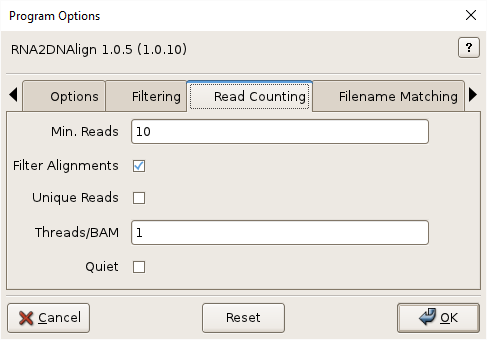 Program Options
RNA2DNAlign 1.0.5 (1.0.10)
?
Options Filtering Read Counting Filename Matching
Min. Reads 10
Filter Alignments
Unique Reads
Threads/BAM 1
Quiet
Cancel Reset OK